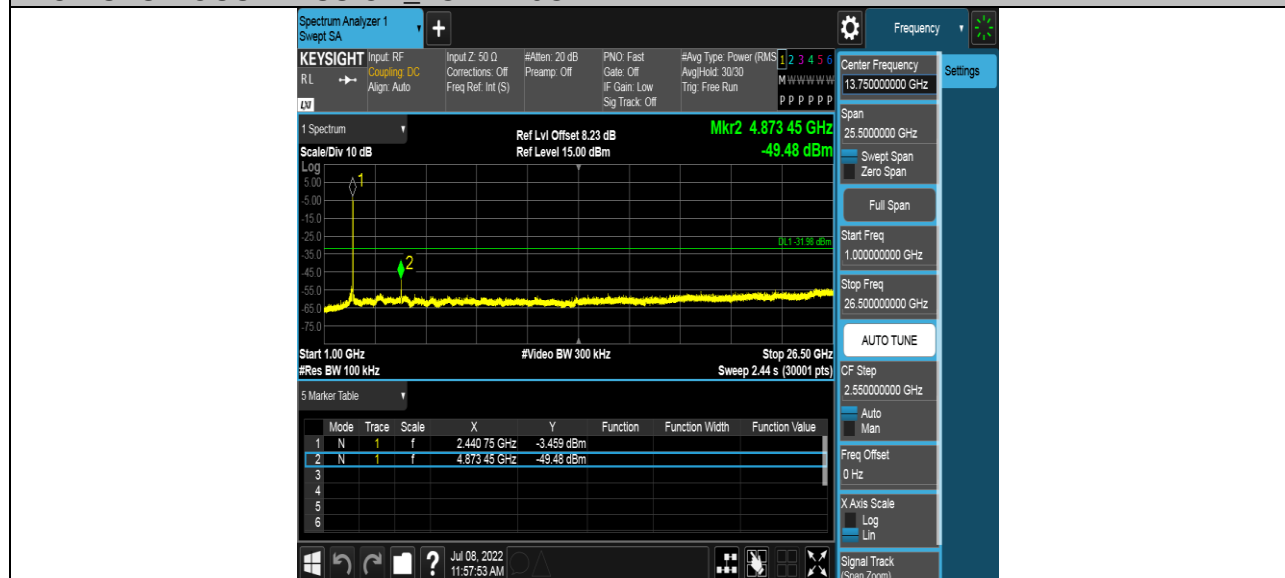 Spectrum Analyzer 1
Swept SA
+
Frequency
KEYSIGHT
RL
LXI
Input: RF
Coupling: DC
Align: Auto
Input Z: 50 Ω
Corrections: Off
Freq Ref: Int (S)
#Atten: 20 dB
Preamp: Off
PNO: Fast
Gate: Off
IF Gain: Low
Sig Track: Off
#Avg Type: Power (RMS
Avg|Hold: 30/30
Trig: Free Run
1 2 3 4 5 6
M W W W W W
P P P P P P
Center Frequency
13.750000000 GHz
Settings
1 Spectrum
Scale/Div 10 dB
Ref Lvl Offset 8.23 dB
Ref Level 15.00 dBm
Mkr2 4.873 45 GHz
-49.48 dBm
Log
5.00
-5.00
-15.0
-25.0
-35.0
-45.0
-55.0
-65.0
-75.0
1
2
DL1 -31.98 dBm
Start 1.00 GHz
#Res BW 100 kHz
#Video BW 300 kHz
Stop 26.50 GHz
Sweep 2.44 s (30001 pts)
Span
25.5000000 GHz
Swept Span
Zero Span
Full Span
Start Freq
1.000000000 GHz
Stop Freq
26.500000000 GHz
AUTO TUNE
CF Step
2.550000000 GHz
Auto
Man
Freq Offset
0 Hz
X Axis Scale
Log
Lin
Signal Track
(Span Zoom)
5 Marker Table
Mode Trace Scale X Y Function Function Width Function Value
1 N 1 f 2.440 75 GHz -3.459 dBm
2 N 1 f 4.873 45 GHz -49.48 dBm
3
4
5
6
?
Jul 08, 2022
11:57:53 AM